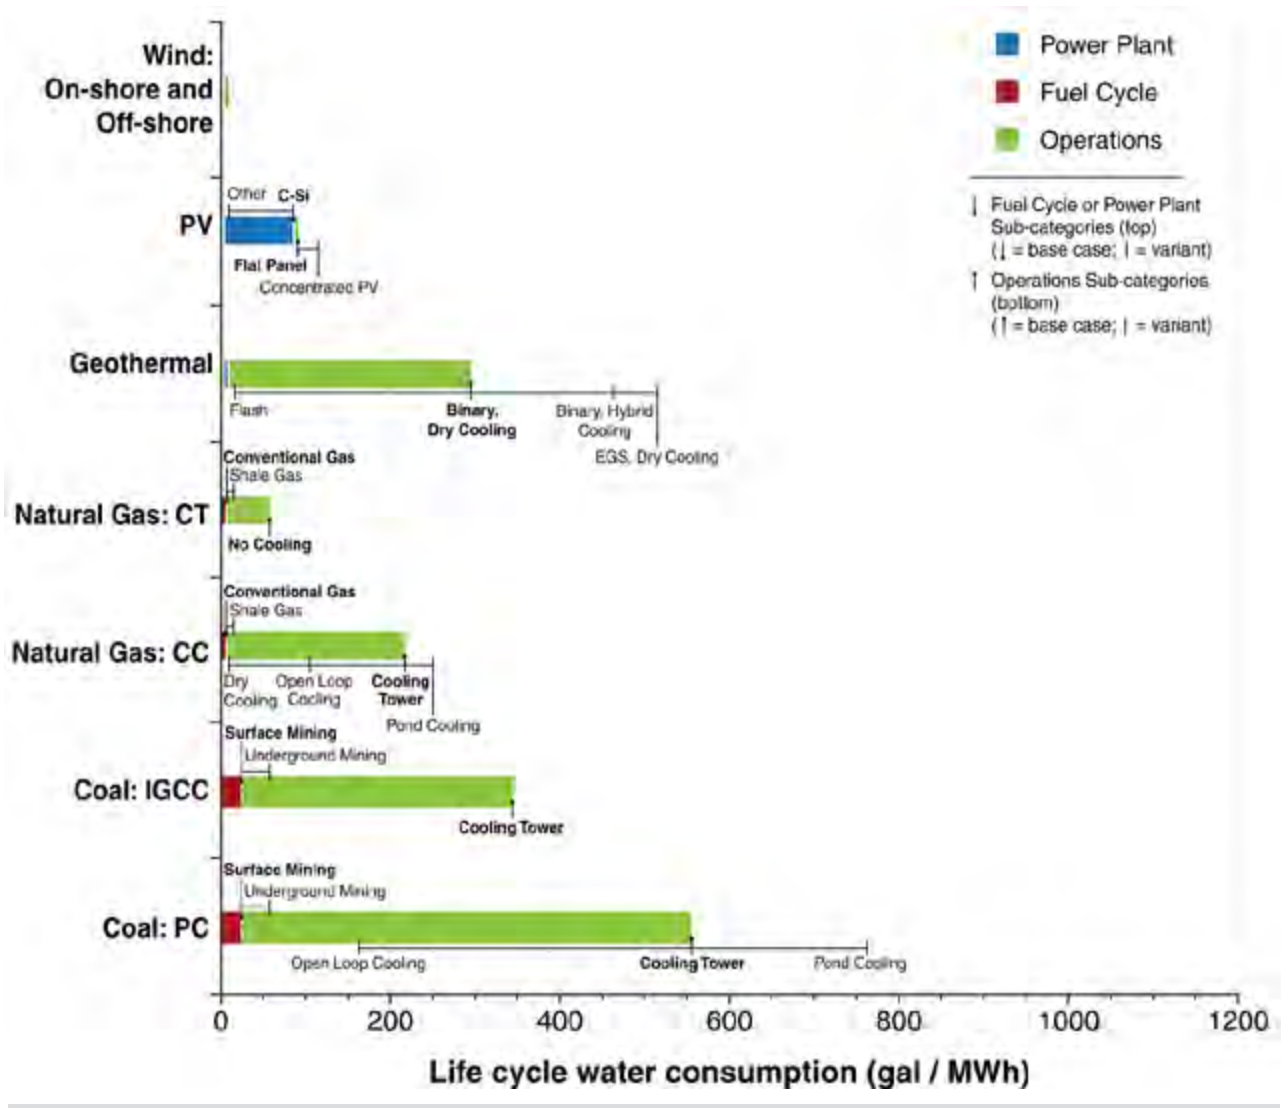 Wind:
On-shore and
Off-shore
Power Plant
Fuel Cycle
Operations
↓ Fuel Cycle or Power Plant
Sub-categories (top)
(↓ = base case; | = variant)
↑ Operations Sub-categories
(bottom)
(↑ = base case; | = variant)
Other C-Si
PV
Flat Panel
Concentrated PV
Geothermal
Flash
Binary,
Dry Cooling
Binary, Hybrid
Cooling
EGS, Dry Cooling
Conventional Gas
Shale Gas
Natural Gas: CT
No Cooling
Conventional Gas
Shale Gas
Natural Gas: CC
Dry
Cooling
Open Loop
Cooling
Cooling
Tower
Pond Cooling
Surface Mining
Underground Mining
Coal: IGCC
Cooling Tower
Surface Mining
Underground Mining
Coal: PC
Open Loop Cooling
Cooling Tower
Pond Cooling
0 200 400 600 800 1000 1200
Life cycle water consumption (gal / MWh)